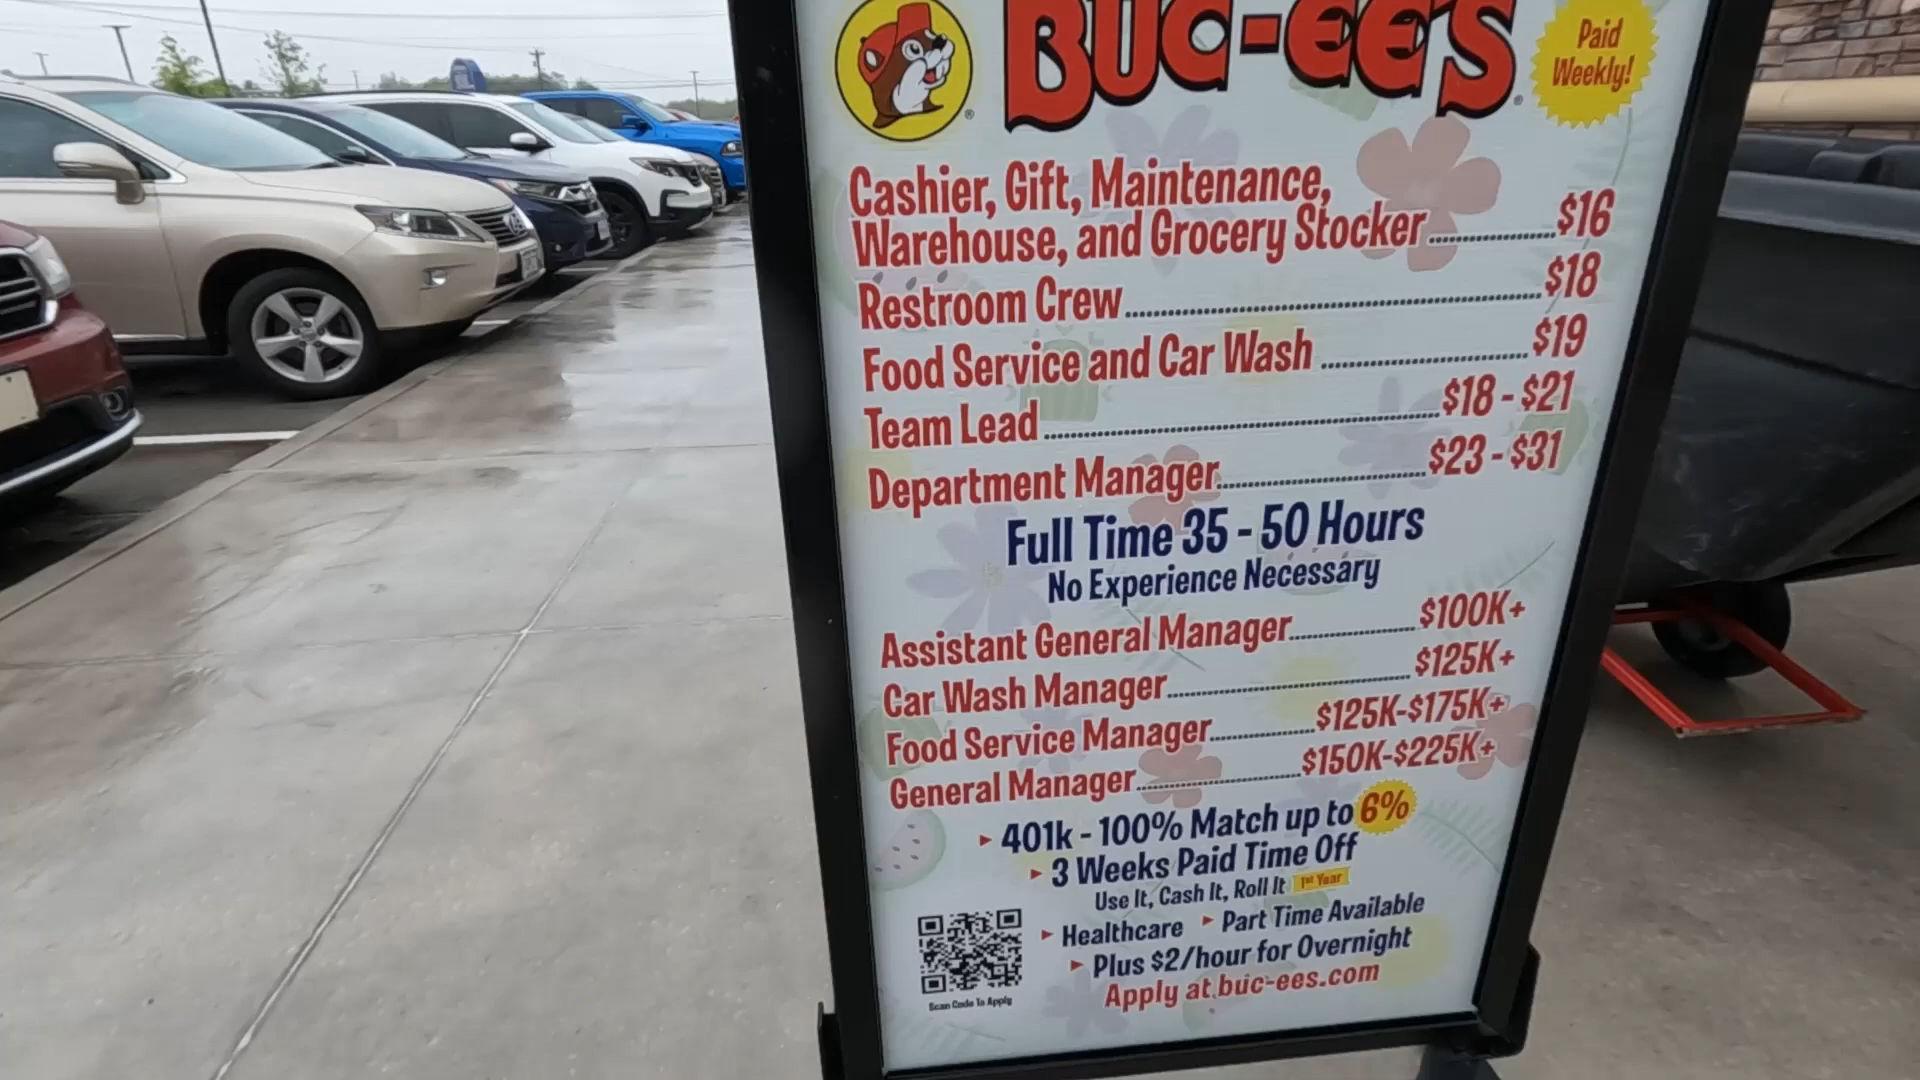 BUC-EE'S
Paid
Weekly!
Cashier, Gift, Maintenance,
Warehouse, and Grocery Stocker $16
Restroom Crew $18
Food Service and Car Wash $19
Team Lead $18 - $21
Department Manager $23 - $31
Full Time 35 - 50 Hours
No Experience Necessary
Assistant General Manager $100K+
Car Wash Manager $125K+
Food Service Manager $125K-$175K+
General Manager $150K-$225K+
401k - 100% Match up to 6%
3 Weeks Paid Time Off
Use It, Cash It, Roll It 1st Year
Healthcare Part Time Available
Plus $2/hour for Overnight
Apply at buc-ees.com
Scan Code To Apply